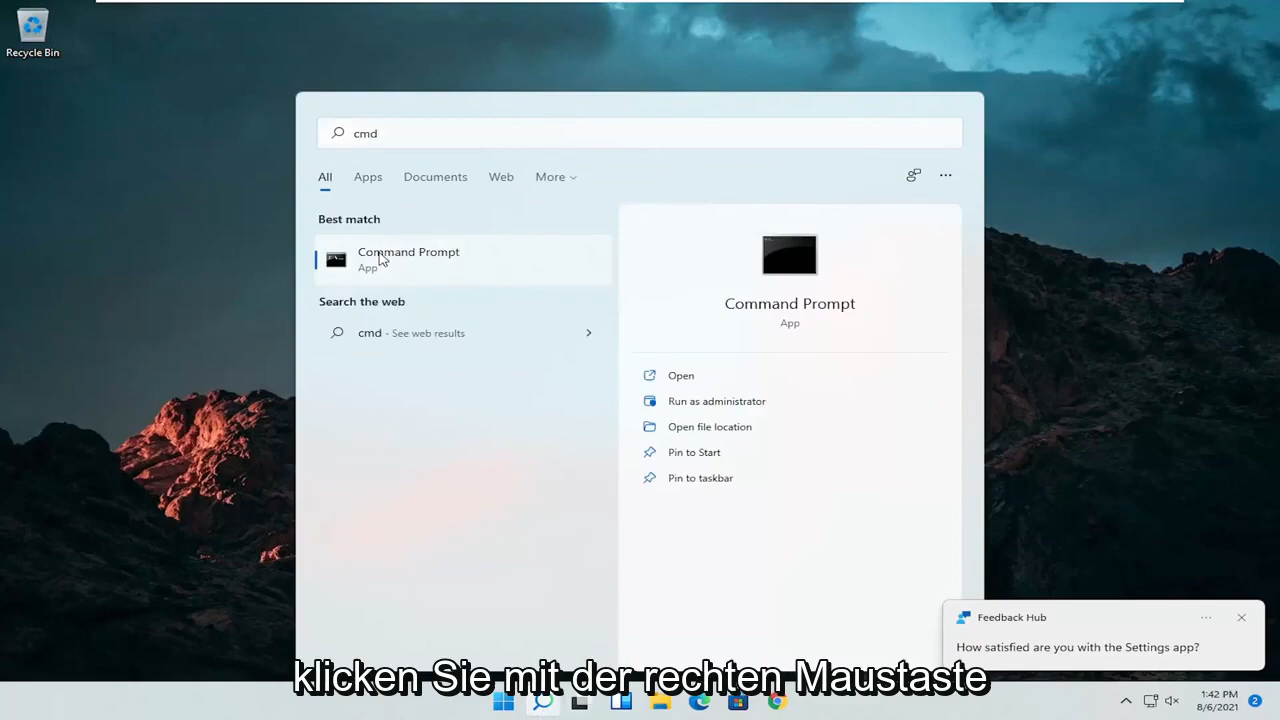 Recycle Bin
cmd
All Apps Documents Web More
Best match
Command Prompt
App
Search the web
cmd - See web results
Command Prompt
App
Open
Run as administrator
Open file location
Pin to Start
Pin to taskbar
Feedback Hub
How satisfied are you with the Settings app?
klicken Sie mit der rechten Maustaste
1:42 PM
8/6/2021
2